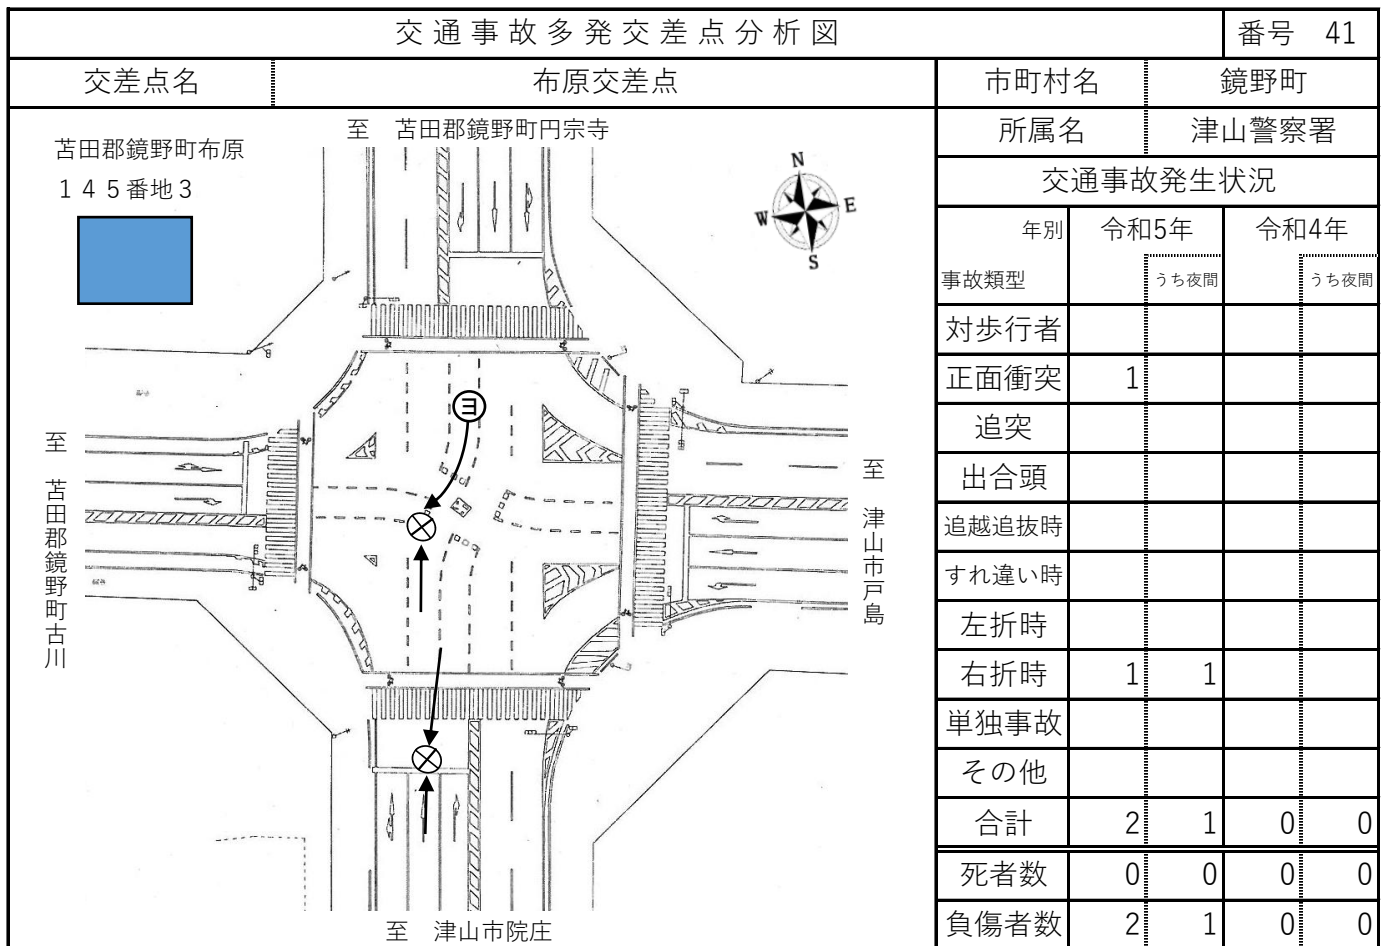 交通事故多発交差点分析図
番号 41
交差点名
布原交差点
市町村名
鏡野町
至 苫田郡鏡野町円宗寺
苫田郡鏡野町布原
１４５番地３
N
W
E
S
至 苫田郡鏡野町古川
至 津山市戸島
至 津山市院庄
ヨ
所属名
津山警察署
交通事故発生状況
年別 令和5年 令和4年
事故類型 うち夜間 うち夜間
対歩行者
正面衝突 1
追突
出合頭
追越追抜時
すれ違い時
左折時
右折時 1 1
単独事故
その他
合計 2 1 0 0
死者数 0 0 0 0
負傷者数 2 1 0 0